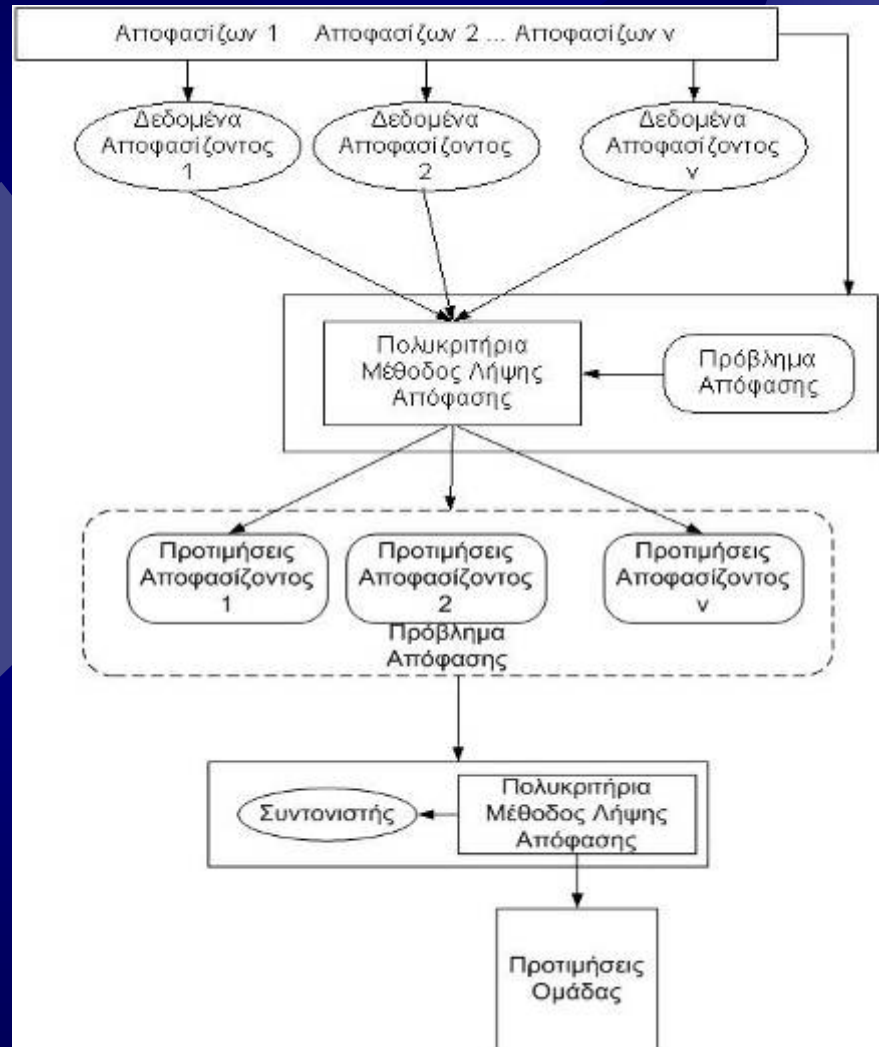 Αποφασίζων 1 Αποφασίζων 2 ... Αποφασίζων ν
Δεδομένα
Αποφασίζοντος
1
Δεδομένα
Αποφασίζοντος
2
Δεδομένα
Αποφασίζοντος
ν
Πολυκριτήρια
Μέθοδος Λήψης
Απόφασης
Πρόβλημα
Απόφασης
Προτιμήσεις
Αποφασίζοντος
1
Προτιμήσεις
Αποφασίζοντος
2
Προτιμήσεις
Αποφασίζοντος
ν
Πρόβλημα
Απόφασης
Συντονιστής
Πολυκριτήρια
Μέθοδος Λήψης
Απόφασης
Προτιμήσεις
Ομάδας